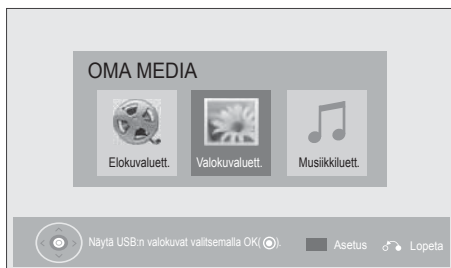 OMA MEDIA
Elokuvaluett. Valokuvaluett. Musiikkiluett.
Näytä USB:n valokuvat valitsemalla OK(◉). Asetus Lopeta